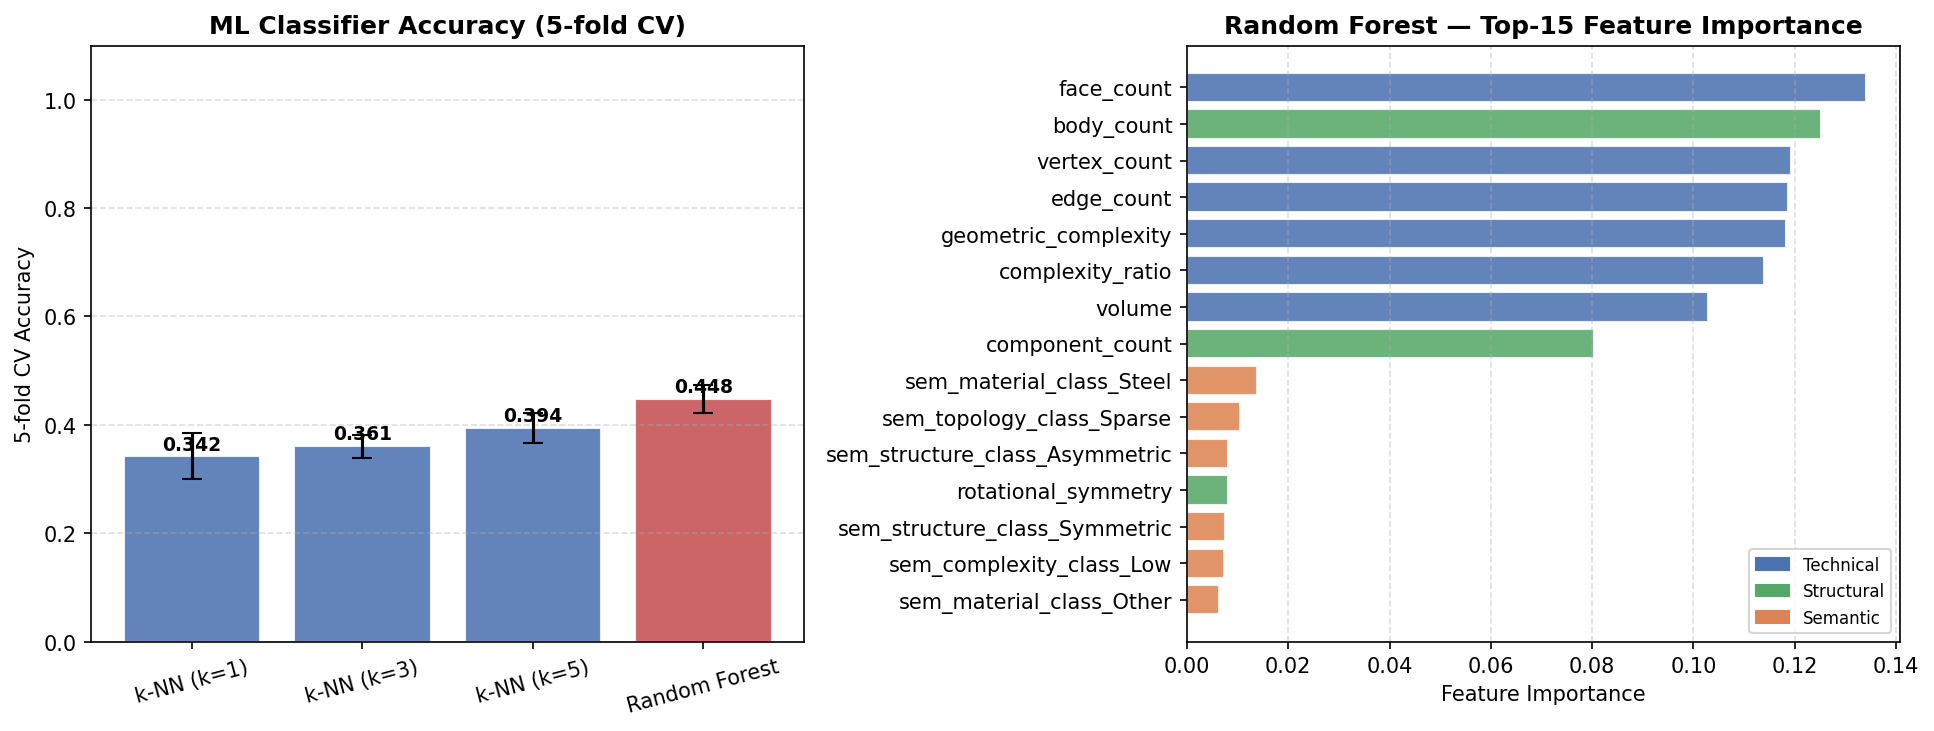 ML Classifier Accuracy (5-fold CV)
5-fold CV Accuracy
1.0
0.8
0.6
0.4
0.2
0.0
0.342
0.361
0.394
0.448
k-NN (k=1)
k-NN (k=3)
k-NN (k=5)
Random Forest
Random Forest — Top-15 Feature Importance
face_count
body_count
vertex_count
edge_count
geometric_complexity
complexity_ratio
volume
component_count
sem_material_class_Steel
sem_topology_class_Sparse
sem_structure_class_Asymmetric
rotational_symmetry
sem_structure_class_Symmetric
sem_complexity_class_Low
sem_material_class_Other
Technical
Structural
Semantic
0.00 0.02 0.04 0.06 0.08 0.10 0.12 0.14
Feature Importance